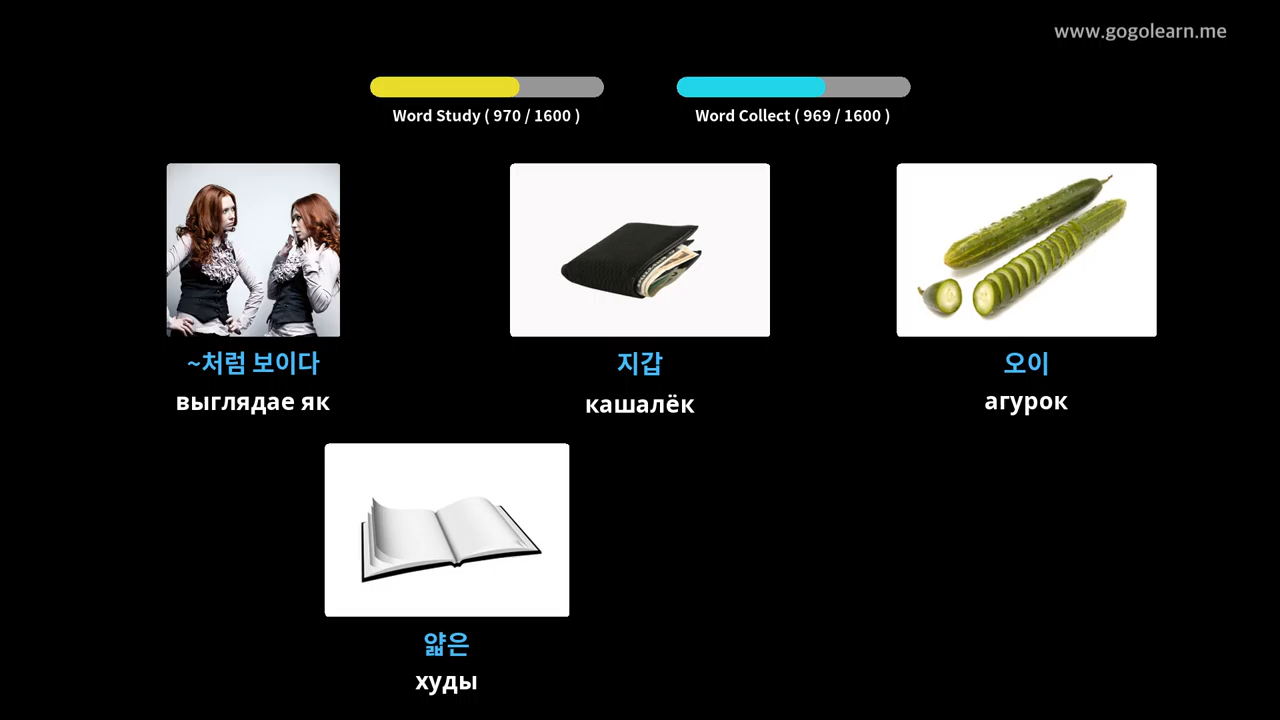 www.gogolearn.me
Word Study ( 970 / 1600 )
Word Collect ( 969 / 1600 )
~처럼 보이다
выглядае як
지갑
кашалёк
오이
агурок
얇은
худы